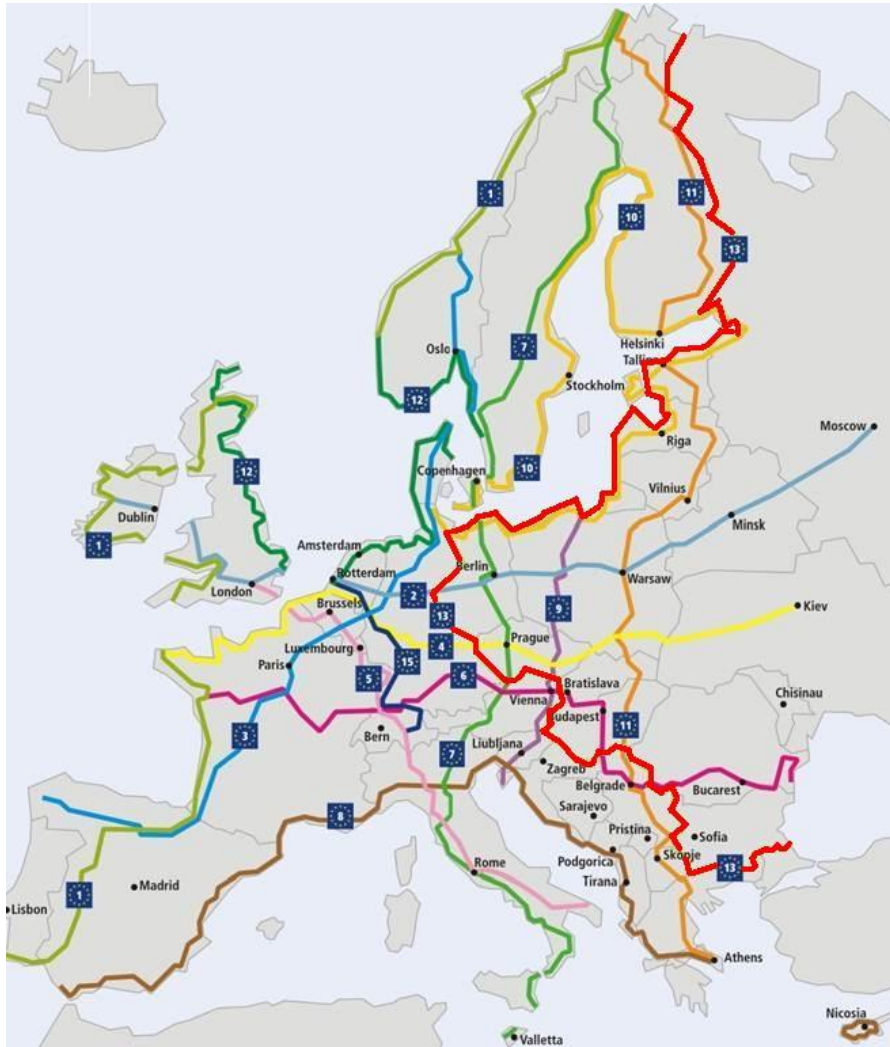 1
11
10
13
Helsinki
Oslo
7
Tallinn
Stockholm
12
Moscow
Riga
12
Copenhagen
10
Vilnius
Dublin
Minsk
1
Amsterdam
Berlin
Rotterdam
Warsaw
London
2
Brussels
13
9
Kiev
4
Prague
Luxembourg
15
Paris
5
6
Bratislava
Vienna
Chisinau
Budapest
3
11
Bern
7
Liubljana
Zagreb
Belgrade
Bucarest
8
Sarajevo
Pristina
Sofia
Podgorica
Skopje
Rome
13
Madrid
1
Tirana
Lisbon
Athens
Nicosia
Valletta